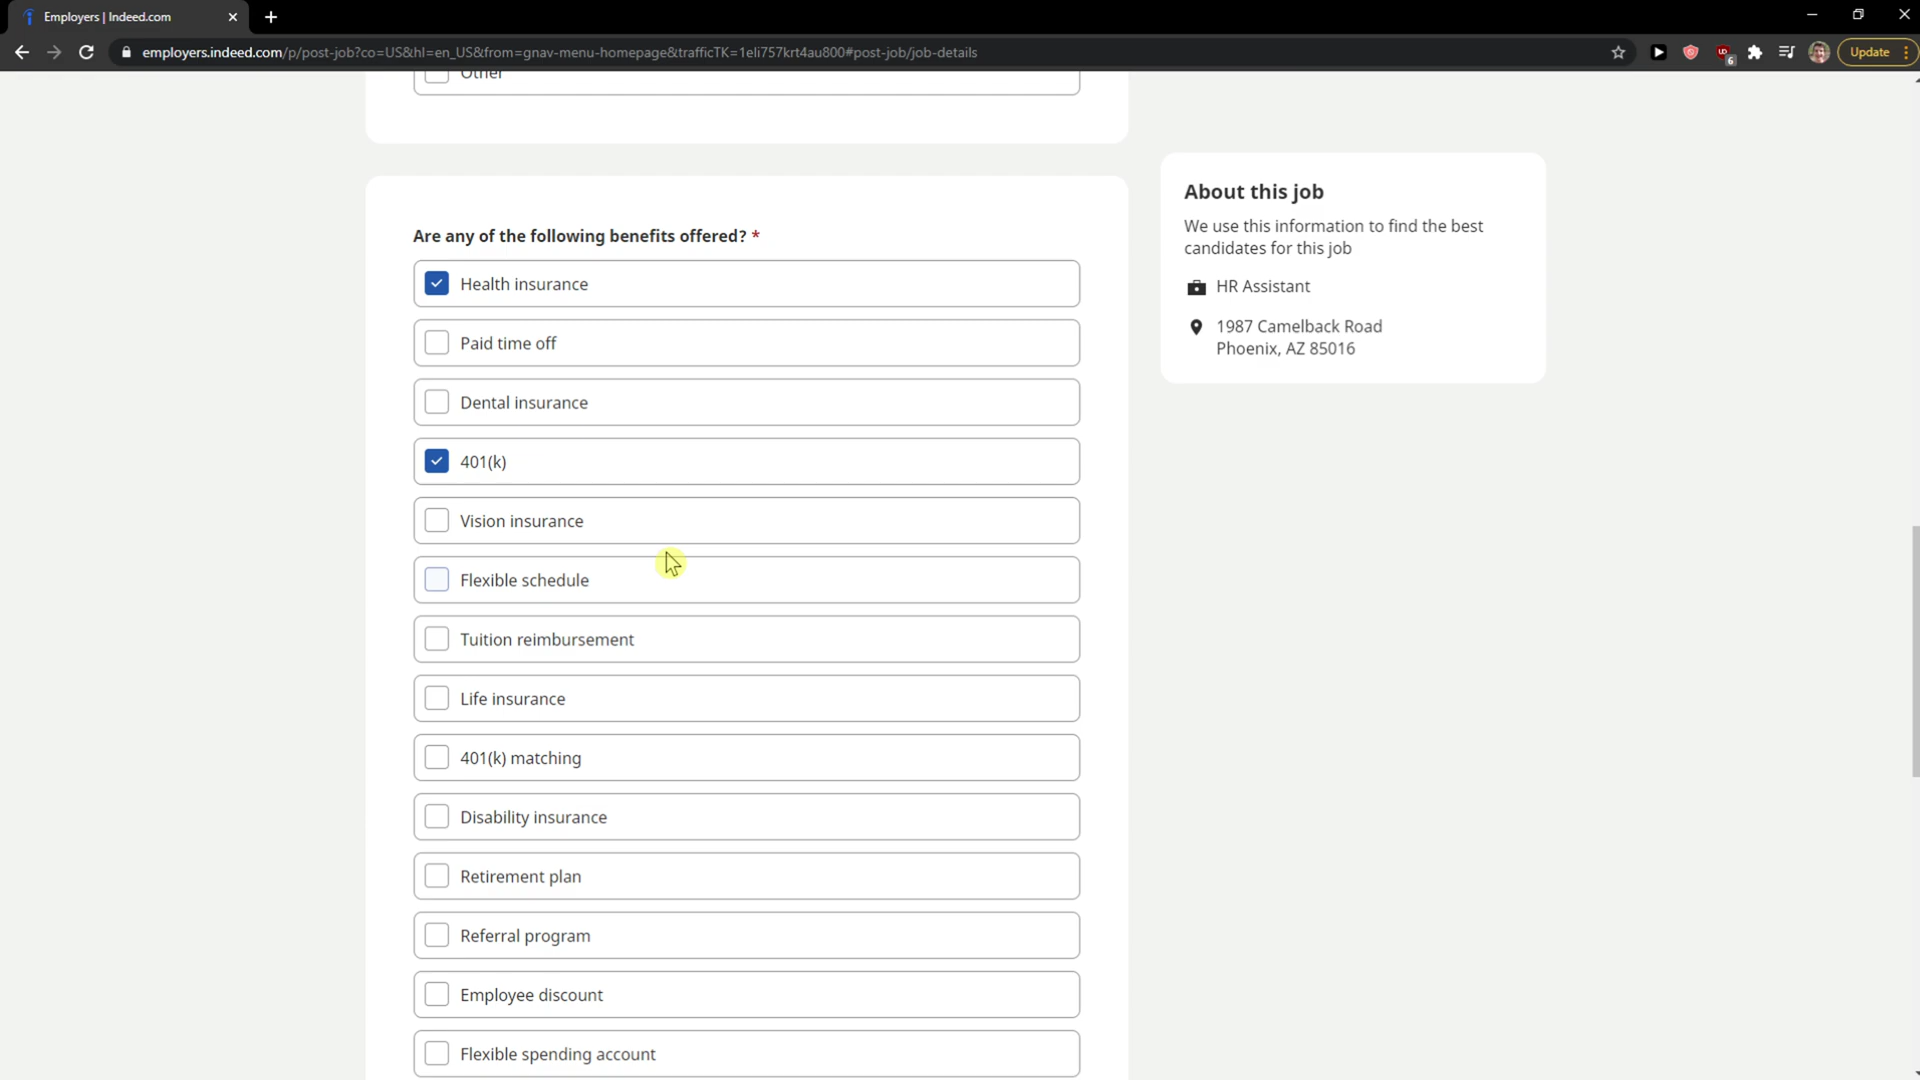 Employers | Indeed.com
employers.indeed.com/p/post-job?co=US&hl=en_US&from=gnav-menu-homepage&trafficTK=1eli757krt4au800#post-job/job-details
6
Update
Other
Are any of the following benefits offered? *
Health insurance
Paid time off
Dental insurance
401(k)
Vision insurance
Flexible schedule
Tuition reimbursement
Life insurance
401(k) matching
Disability insurance
Retirement plan
Referral program
Employee discount
Flexible spending account
About this job
We use this information to find the best
candidates for this job
HR Assistant
1987 Camelback Road
Phoenix, AZ 85016